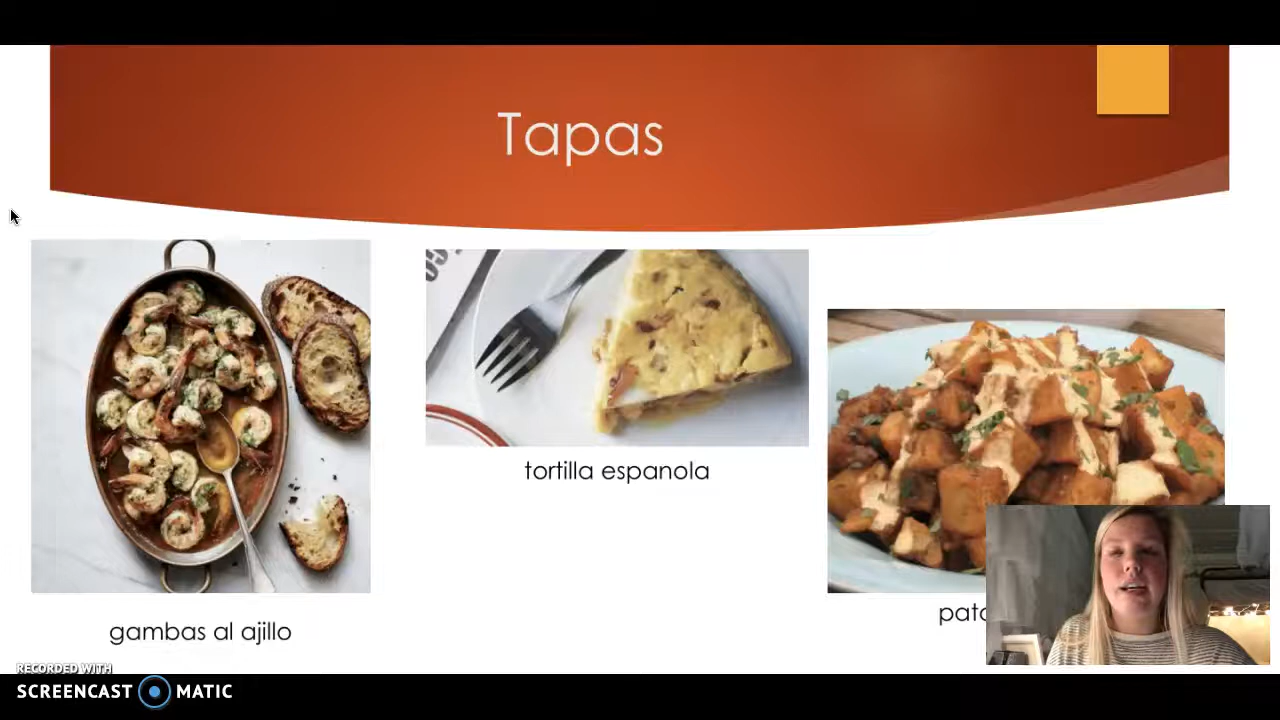 Tapas
tortilla espanola
gambas al ajillo
RECORDED WITH
SCREENCAST MATIC